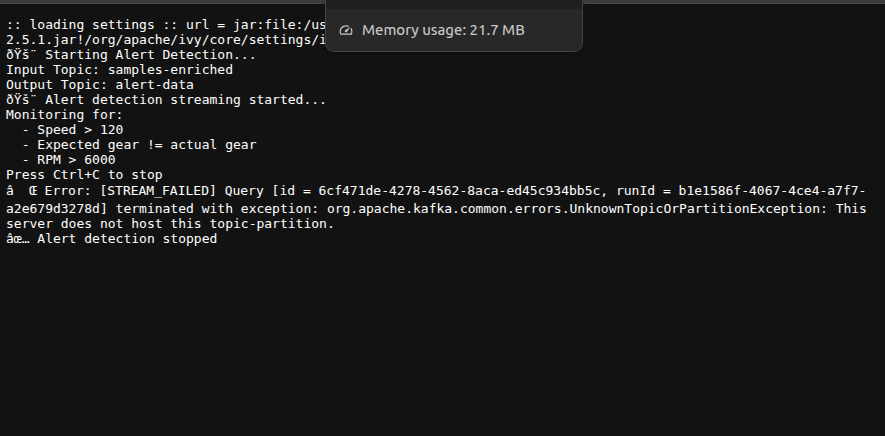 :: loading settings :: url = jar:file:/us
Memory usage: 21.7 MB
2.5.1.jar!/org/apache/ivy/core/settings/i
ðŸš¨ Starting Alert Detection...
Input Topic: samples-enriched
Output Topic: alert-data
ðŸš¨ Alert detection streaming started...
Monitoring for:
  - Speed > 120
  - Expected gear != actual gear
  - RPM > 6000
Press Ctrl+C to stop
â Œ Error: [STREAM_FAILED] Query [id = 6cf471de-4278-4562-8aca-ed45c934bb5c, runId = b1e1586f-4067-4ce4-a7f7-
a2e679d3278d] terminated with exception: org.apache.kafka.common.errors.UnknownTopicOrPartitionException: This
server does not host this topic-partition.
âœ… Alert detection stopped